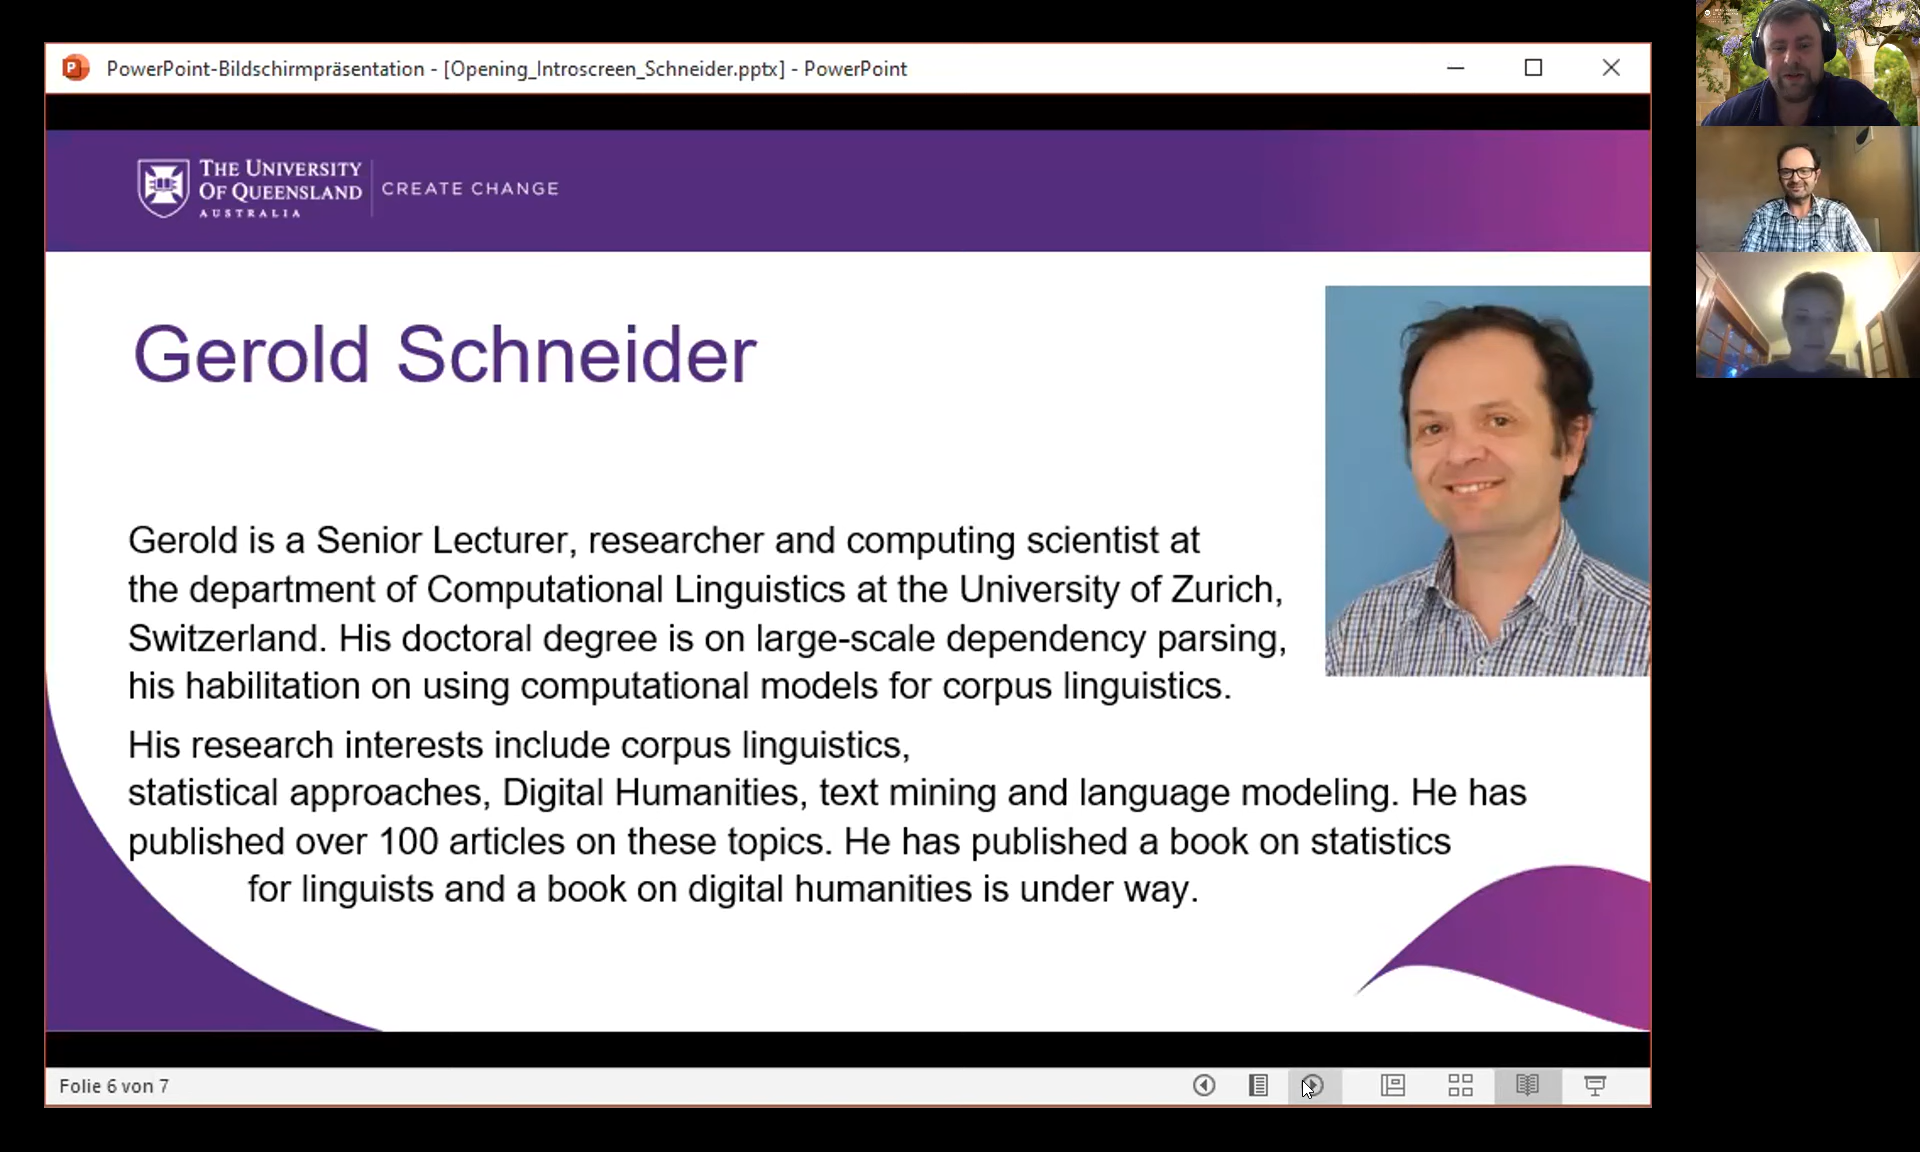 PowerPoint-Bildschirmpräsentation - [Opening_Introscreen_Schneider.pptx] - PowerPoint
THE UNIVERSITY
OF QUEENSLAND
AUSTRALIA
CREATE CHANGE
Gerold Schneider
Gerold is a Senior Lecturer, researcher and computing scientist at
the department of Computational Linguistics at the University of Zurich,
Switzerland. His doctoral degree is on large-scale dependency parsing,
his habilitation on using computational models for corpus linguistics.
His research interests include corpus linguistics,
statistical approaches, Digital Humanities, text mining and language modeling. He has
published over 100 articles on these topics. He has published a book on statistics
for linguists and a book on digital humanities is under way.
Folie 6 von 7